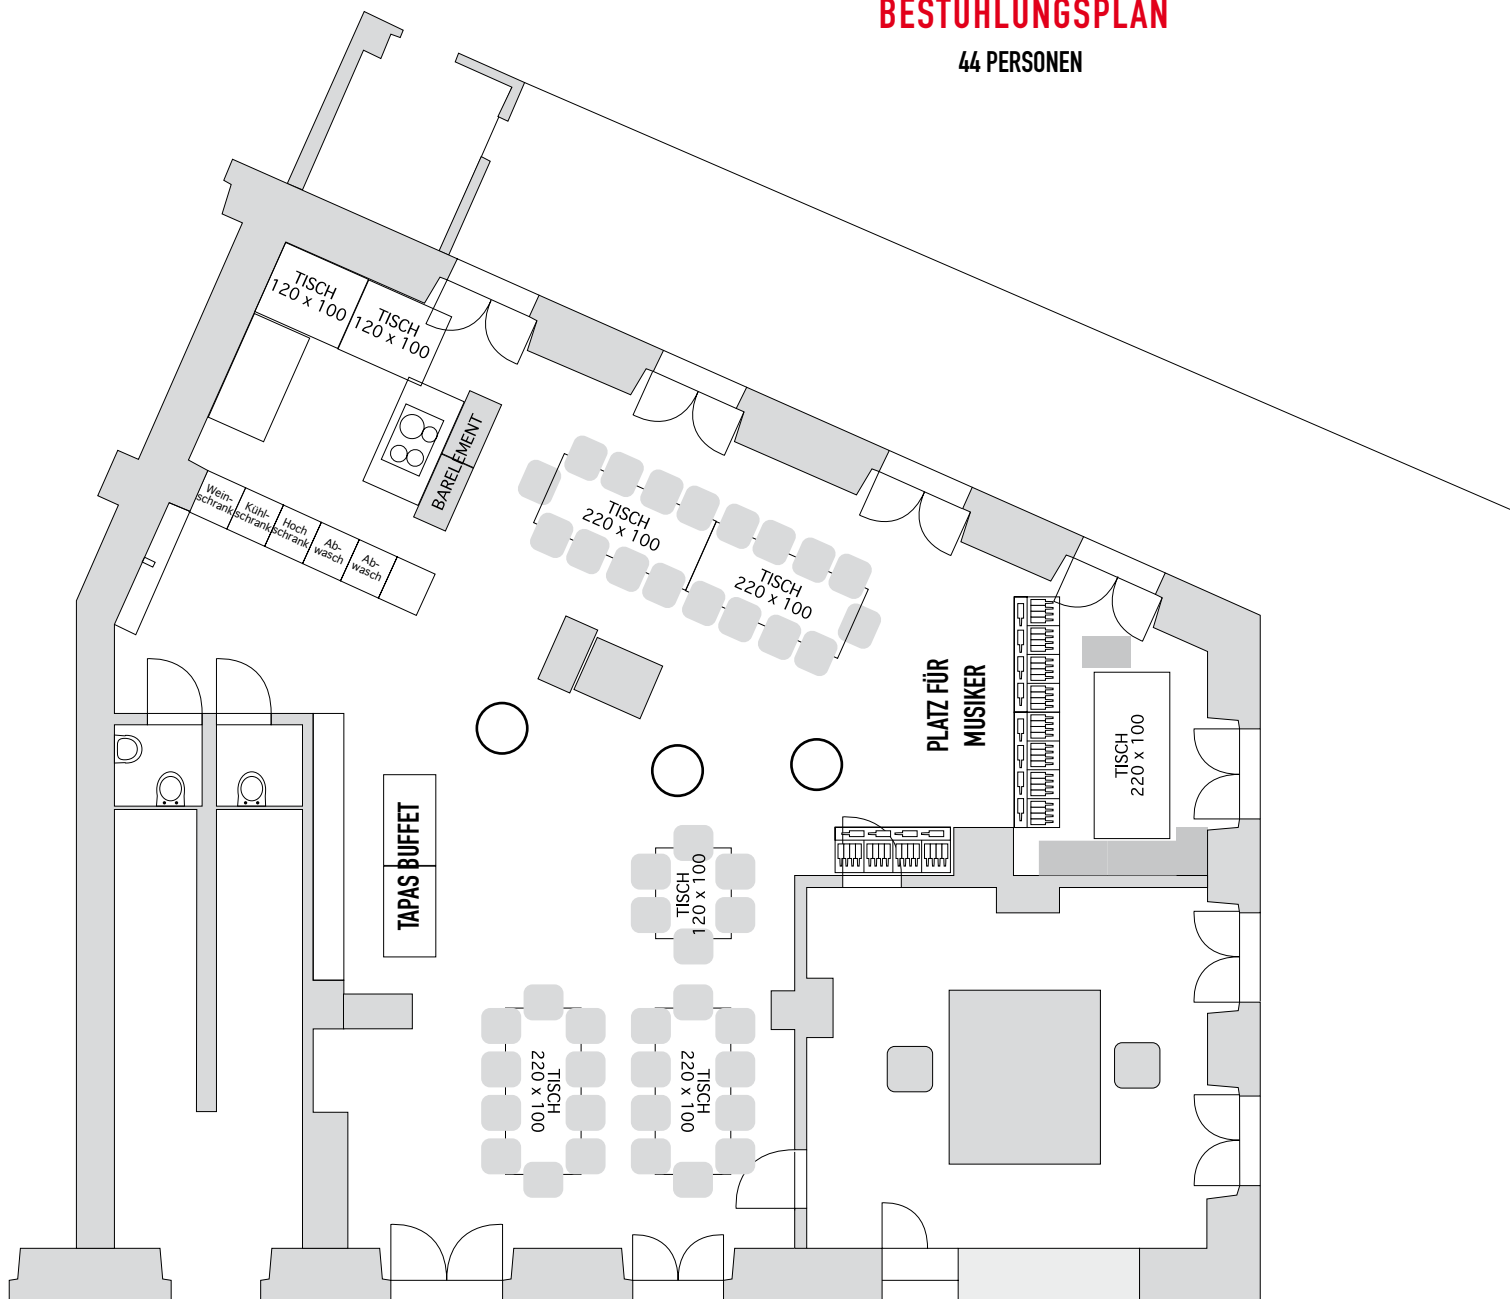 BESTUHLUNGSPLAN
44 PERSONEN
TISCH
120 x 100
TISCH
120 x 100
BARELEMENT
Wein-
schrank
Kühl-
schrank
Hoch
schrank
Ab-
wasch
Ab-
wasch
TISCH
220 x 100
TISCH
220 x 100
PLATZ FÜR
MUSIKER
TISCH
220 x 100
TAPAS BUFFET
TISCH
120 x 100
TISCH
220 x 100
TISCH
220 x 100